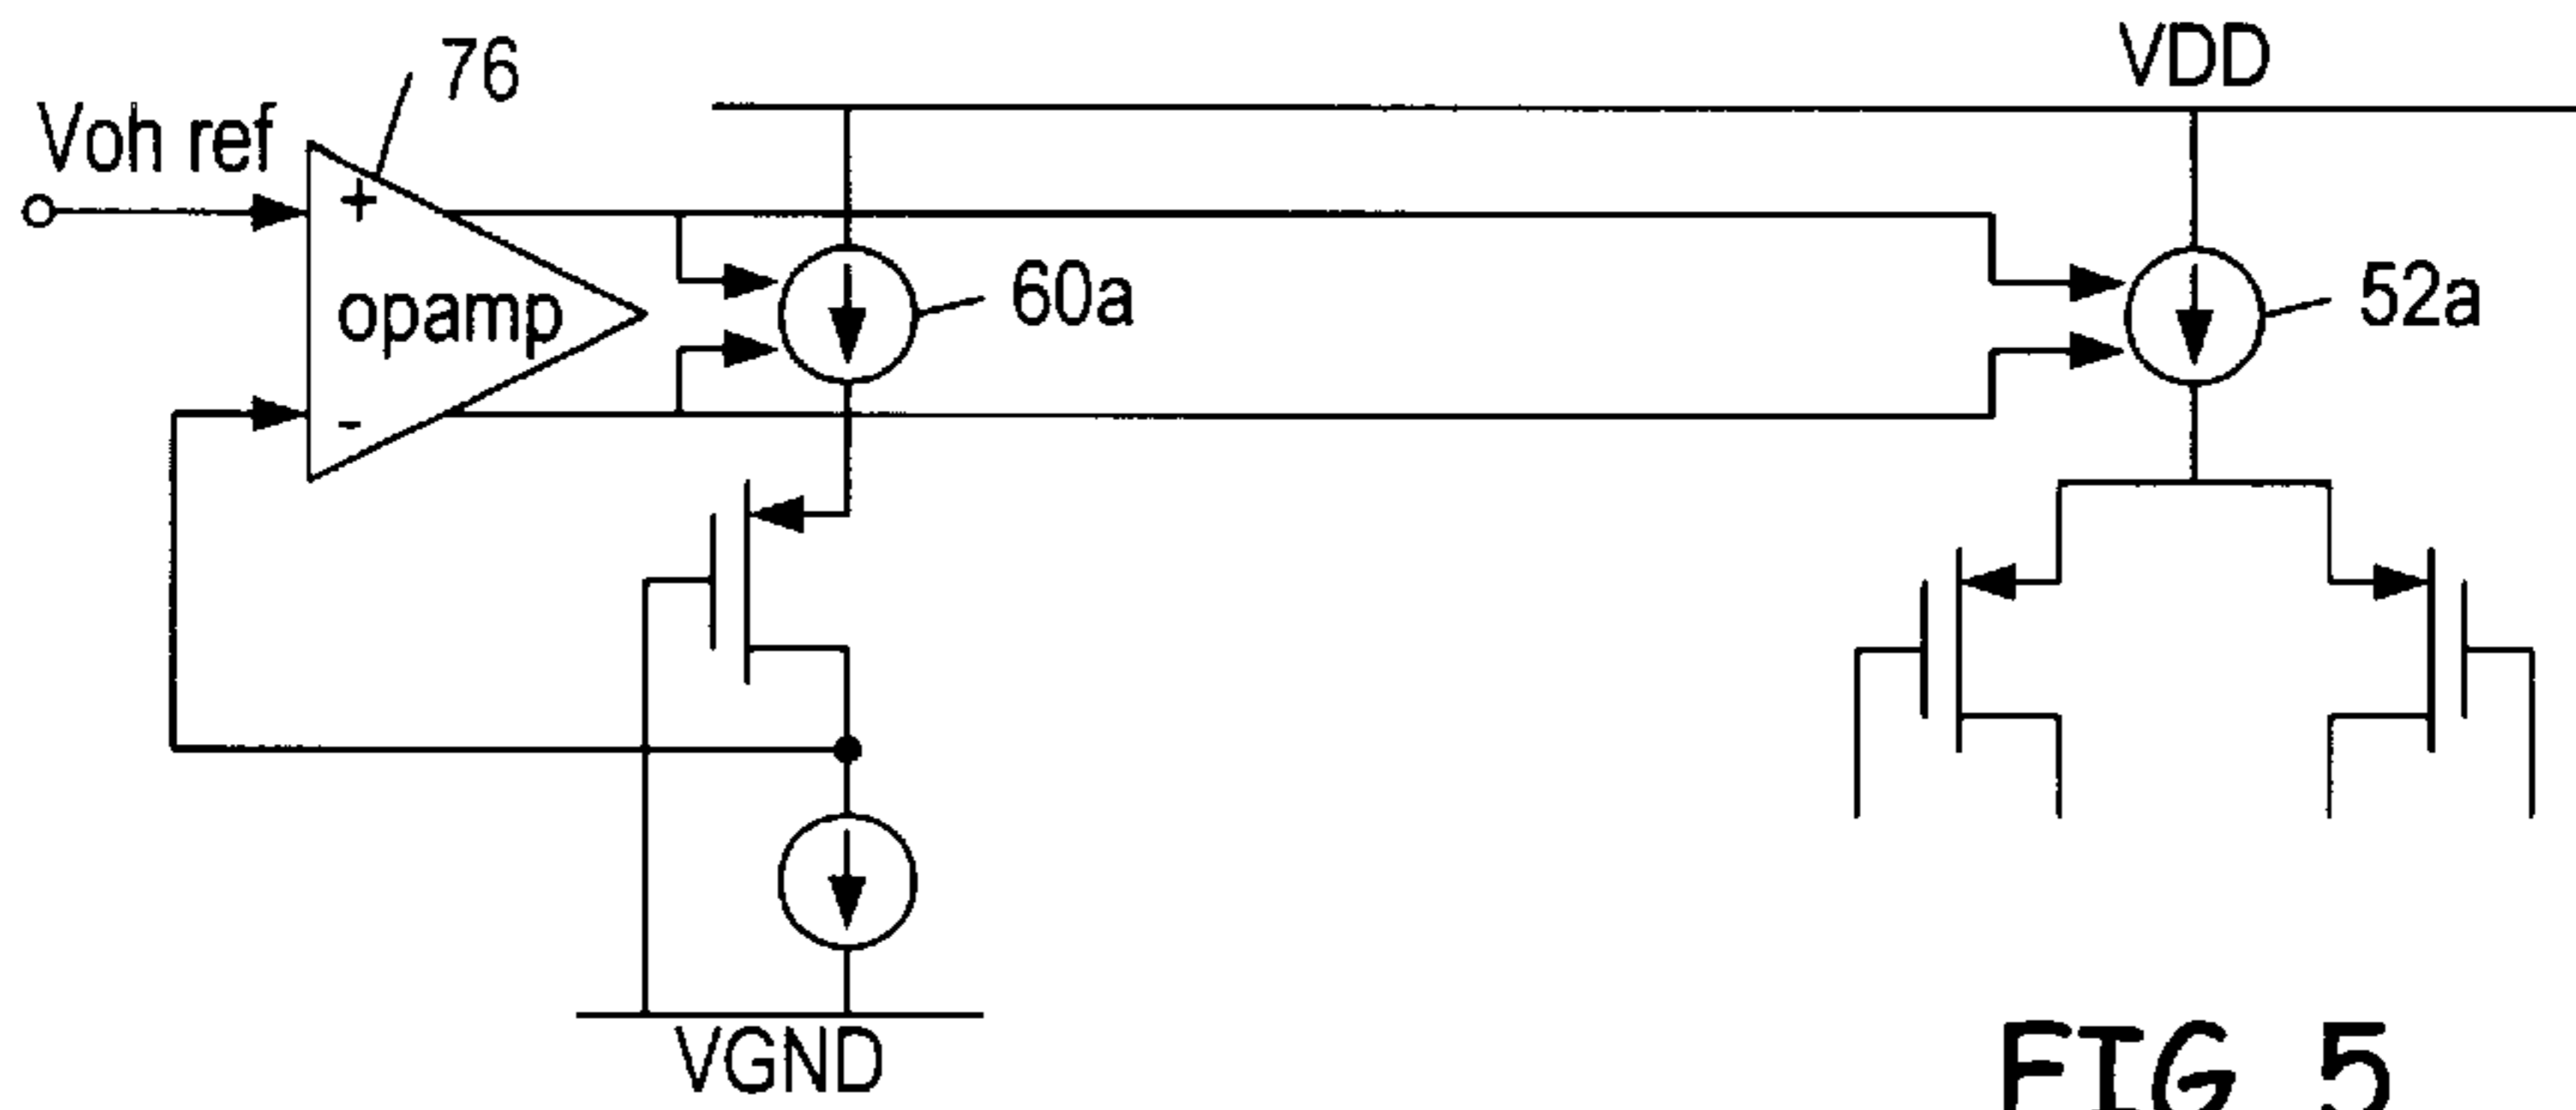 76
VDD
Voh ref
+
opamp
-
60a
52a
VGND
FIG 5